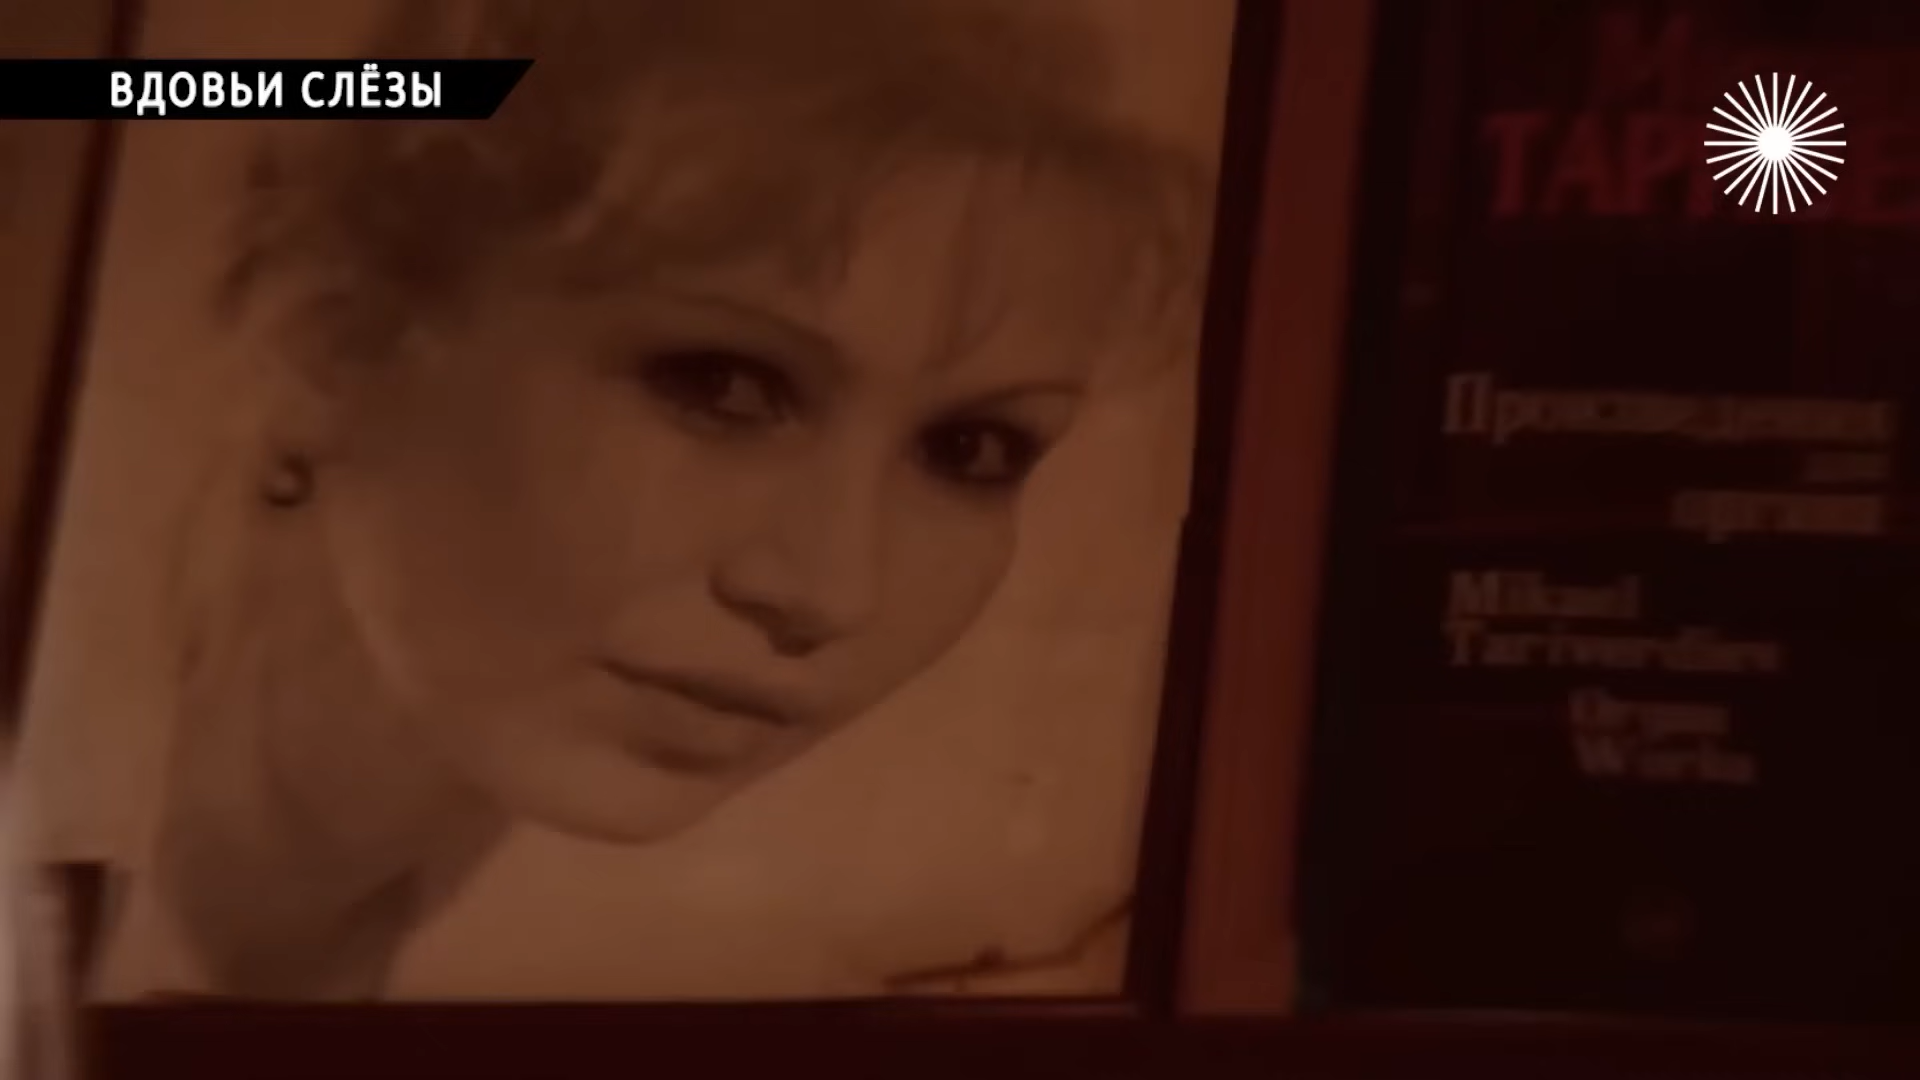 ВДОВЬИ СЛЁЗЫ
Произведения
для
органа
Mikael
Tariverdiev
Organ
Works